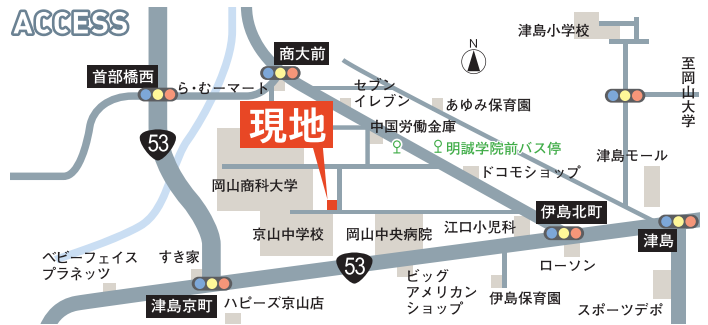 ACCESS
津島小学校
N
商大前
首部橋西
至岡山大学
ら・むーマート
セブン
イレブン
あゆみ保育園
現地
中国労働金庫
53
明誠学院前バス停
津島モール
ドコモショップ
岡山商科大学
伊島北町
江口小児科
京山中学校
岡山中央病院
津島
ベビーフェイス
プラネッツ
すき家
53
ローソン
ビッグ
アメリカン
ショップ
伊島保育園
津島京町
ハピーズ京山店
スポーツデポ